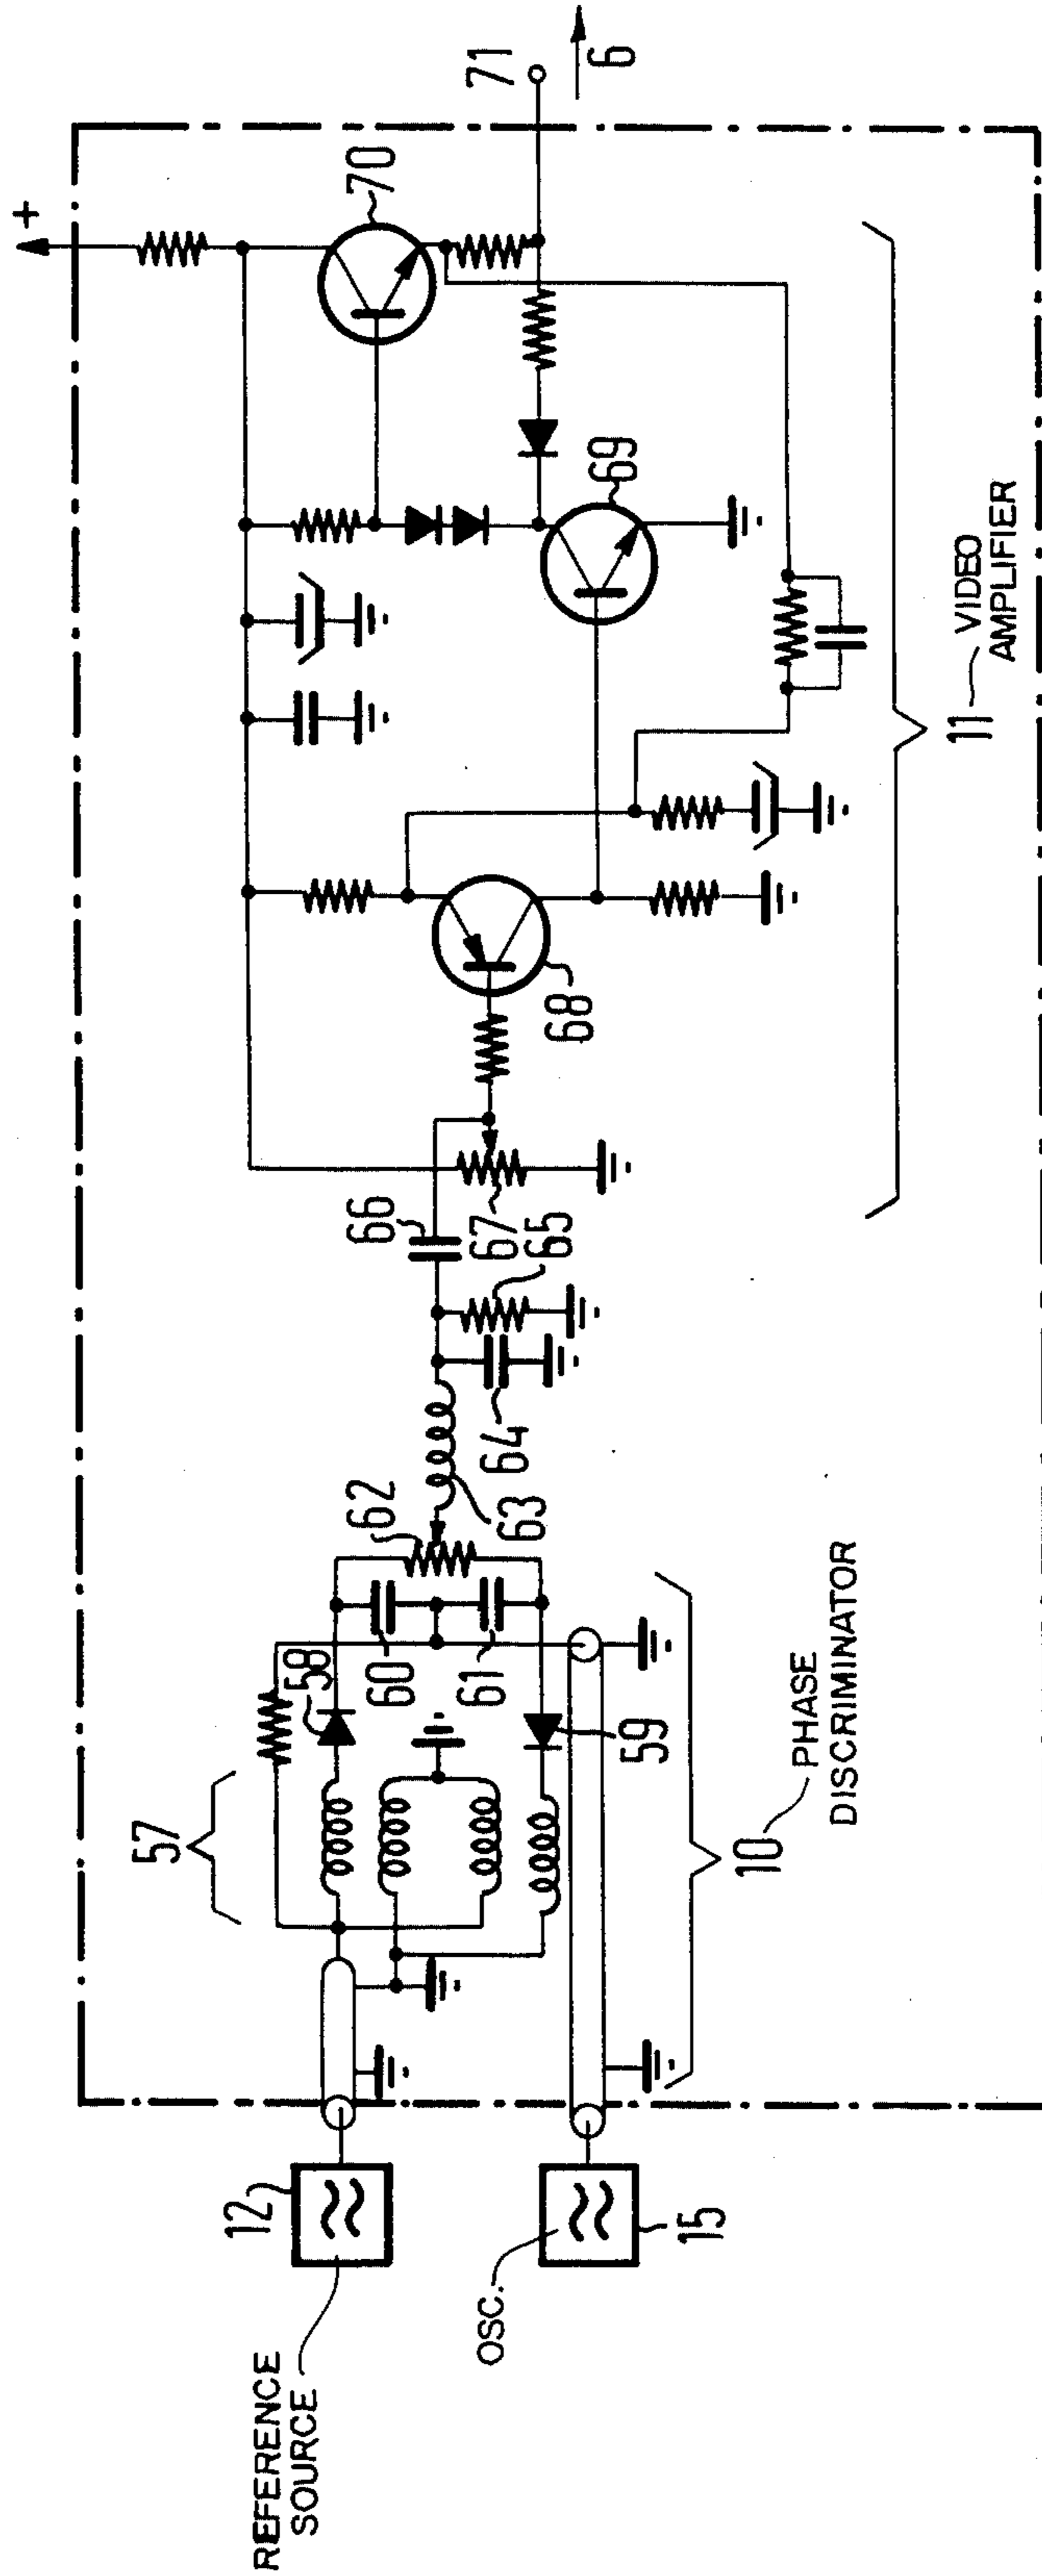 REFERENCE
SOURCE
12
OSC.
15
57
58
60
61
59
62
63
64
65
66
67
68
69
70
71
6
+
10 PHASE
DISCRIMINATOR
11 VIDEO
AMPLIFIER